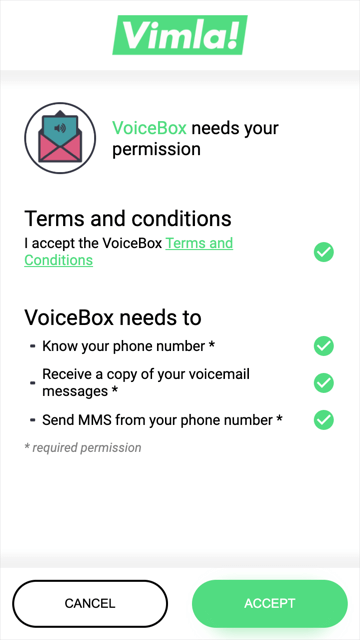 Vimla!
VoiceBox needs your
permission
Terms and conditions
I accept the VoiceBox Terms and
Conditions
VoiceBox needs to
- Know your phone number *
- Receive a copy of your voicemail
messages *
- Send MMS from your phone number *
* required permission
CANCEL
ACCEPT